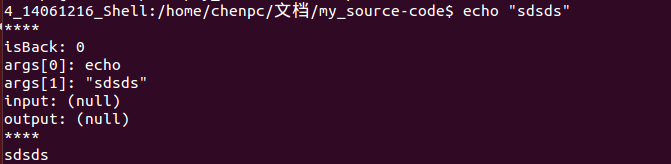 4_14061216_Shell:/home/chenpc/文档/my_source-code$ echo "sdsds"
****
isBack: 0
args[0]: echo
args[1]: "sdsds"
input: (null)
output: (null)
****
sdsds